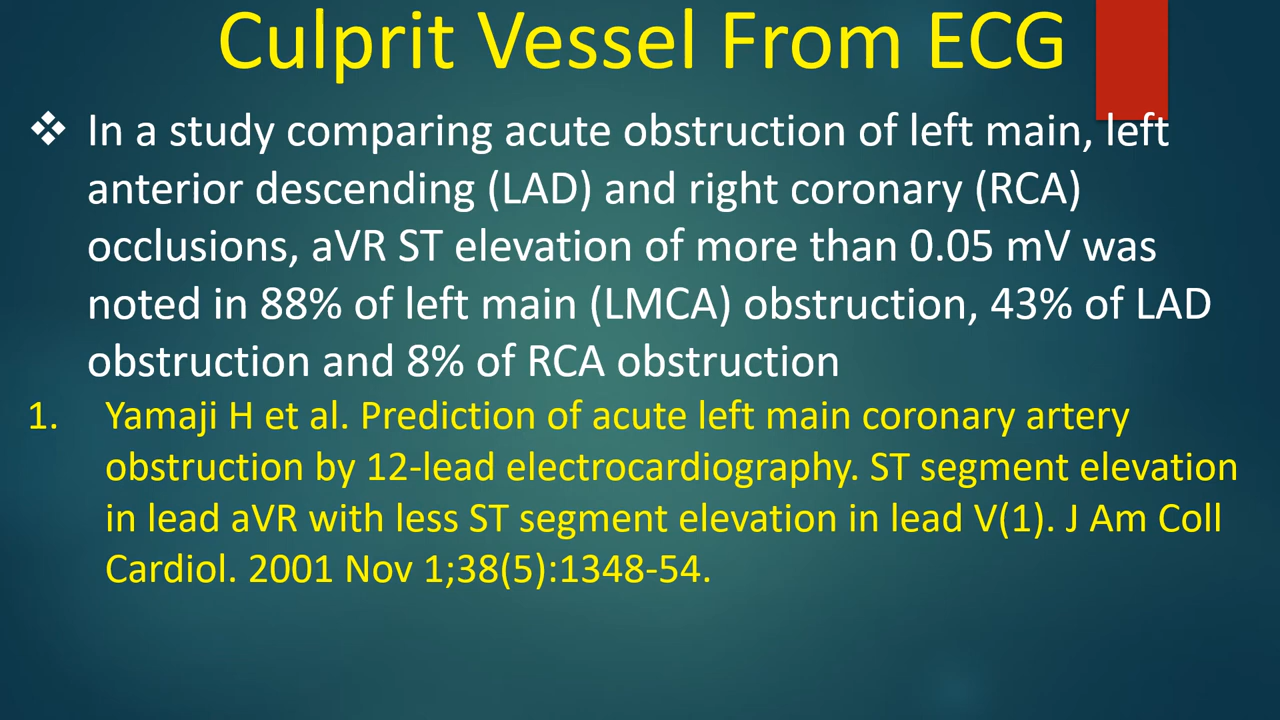 Culprit Vessel From ECG
❖ In a study comparing acute obstruction of left main, left
anterior descending (LAD) and right coronary (RCA)
occlusions, aVR ST elevation of more than 0.05 mV was
noted in 88% of left main (LMCA) obstruction, 43% of LAD
obstruction and 8% of RCA obstruction
1. Yamaji H et al. Prediction of acute left main coronary artery
obstruction by 12-lead electrocardiography. ST segment elevation
in lead aVR with less ST segment elevation in lead V(1). J Am Coll
Cardiol. 2001 Nov 1;38(5):1348-54.